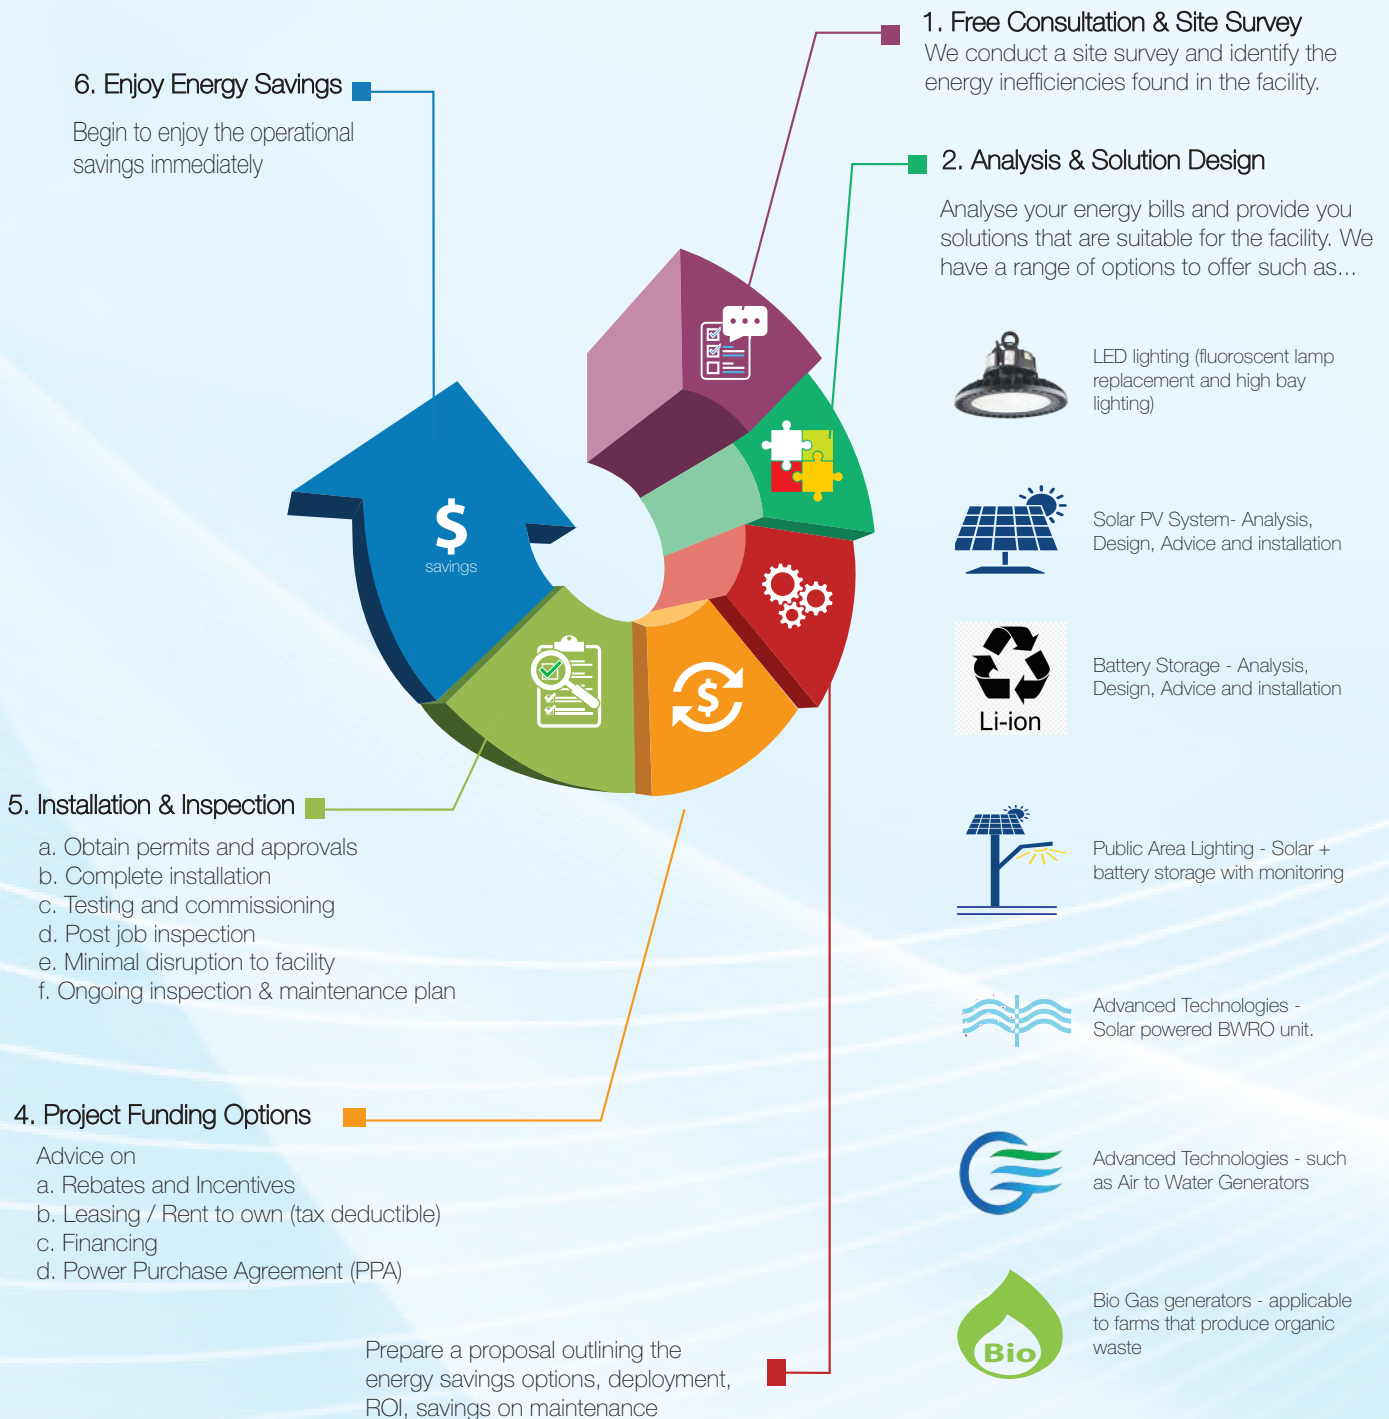 1. Free Consultation & Site Survey
We conduct a site survey and identify the
energy inefficiencies found in the facility.
2. Analysis & Solution Design
Analyse your energy bills and provide you
solutions that are suitable for the facility. We
have a range of options to offer such as...
LED lighting (fluoroscent lamp
replacement and high bay
lighting)
Solar PV System- Analysis,
Design, Advice and installation
Li-ion
Battery Storage - Analysis,
Design, Advice and installation
Public Area Lighting - Solar +
battery storage with monitoring
Advanced Technologies -
Solar powered BWRO unit.
Advanced Technologies - such
as Air to Water Generators
Bio
Bio Gas generators - applicable
to farms that produce organic
waste
Prepare a proposal outlining the
energy savings options, deployment,
ROI, savings on maintenance
4. Project Funding Options
Advice on
a. Rebates and Incentives
b. Leasing / Rent to own (tax deductible)
c. Financing
d. Power Purchase Agreement (PPA)
5. Installation & Inspection
a. Obtain permits and approvals
b. Complete installation
c. Testing and commissioning
d. Post job inspection
e. Minimal disruption to facility
f. Ongoing inspection & maintenance plan
6. Enjoy Energy Savings
Begin to enjoy the operational
savings immediately
$
savings
$